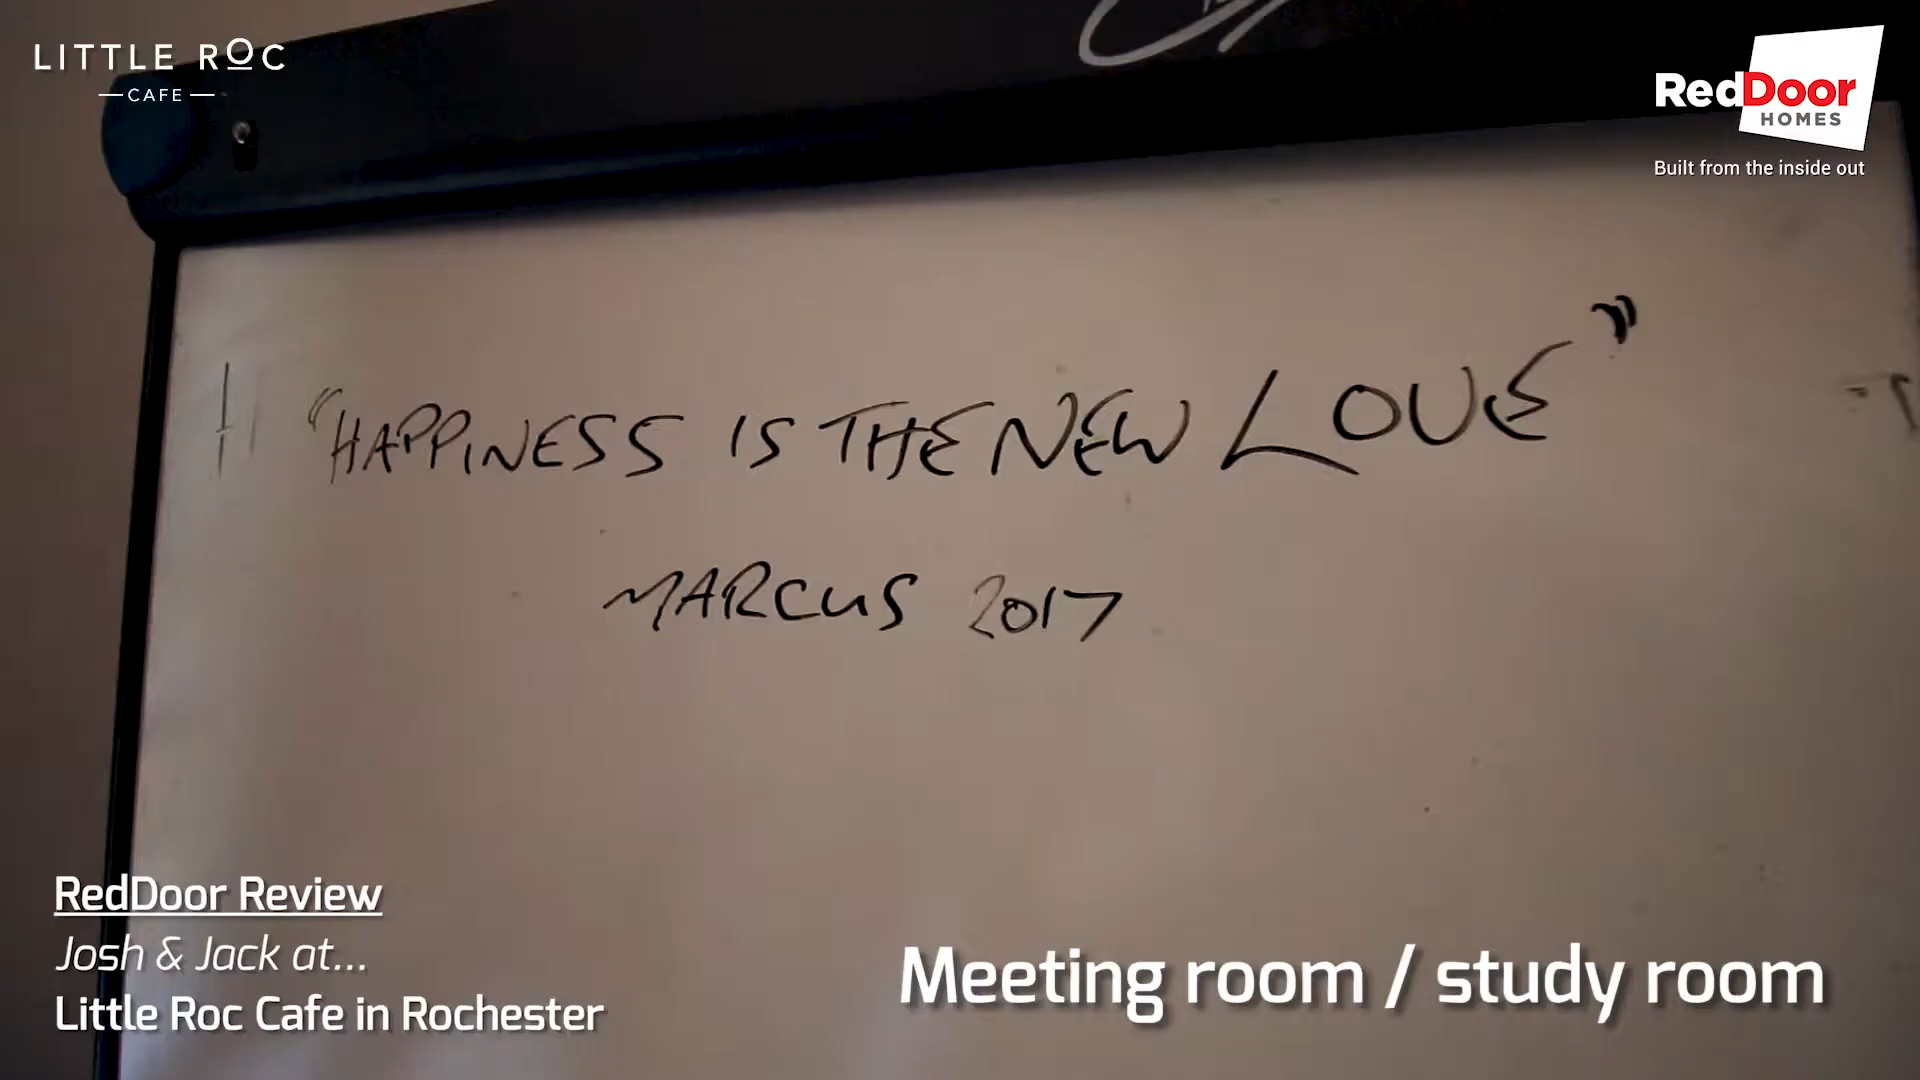 LITTLE ROC
CAFE
RedDoor
HOMES
Built from the inside out
"HAPPINESS IS THE NEW LOVE"
MARCUS 2017
RedDoor Review
Josh & Jack at...
Little Roc Cafe in Rochester
Meeting room / study room